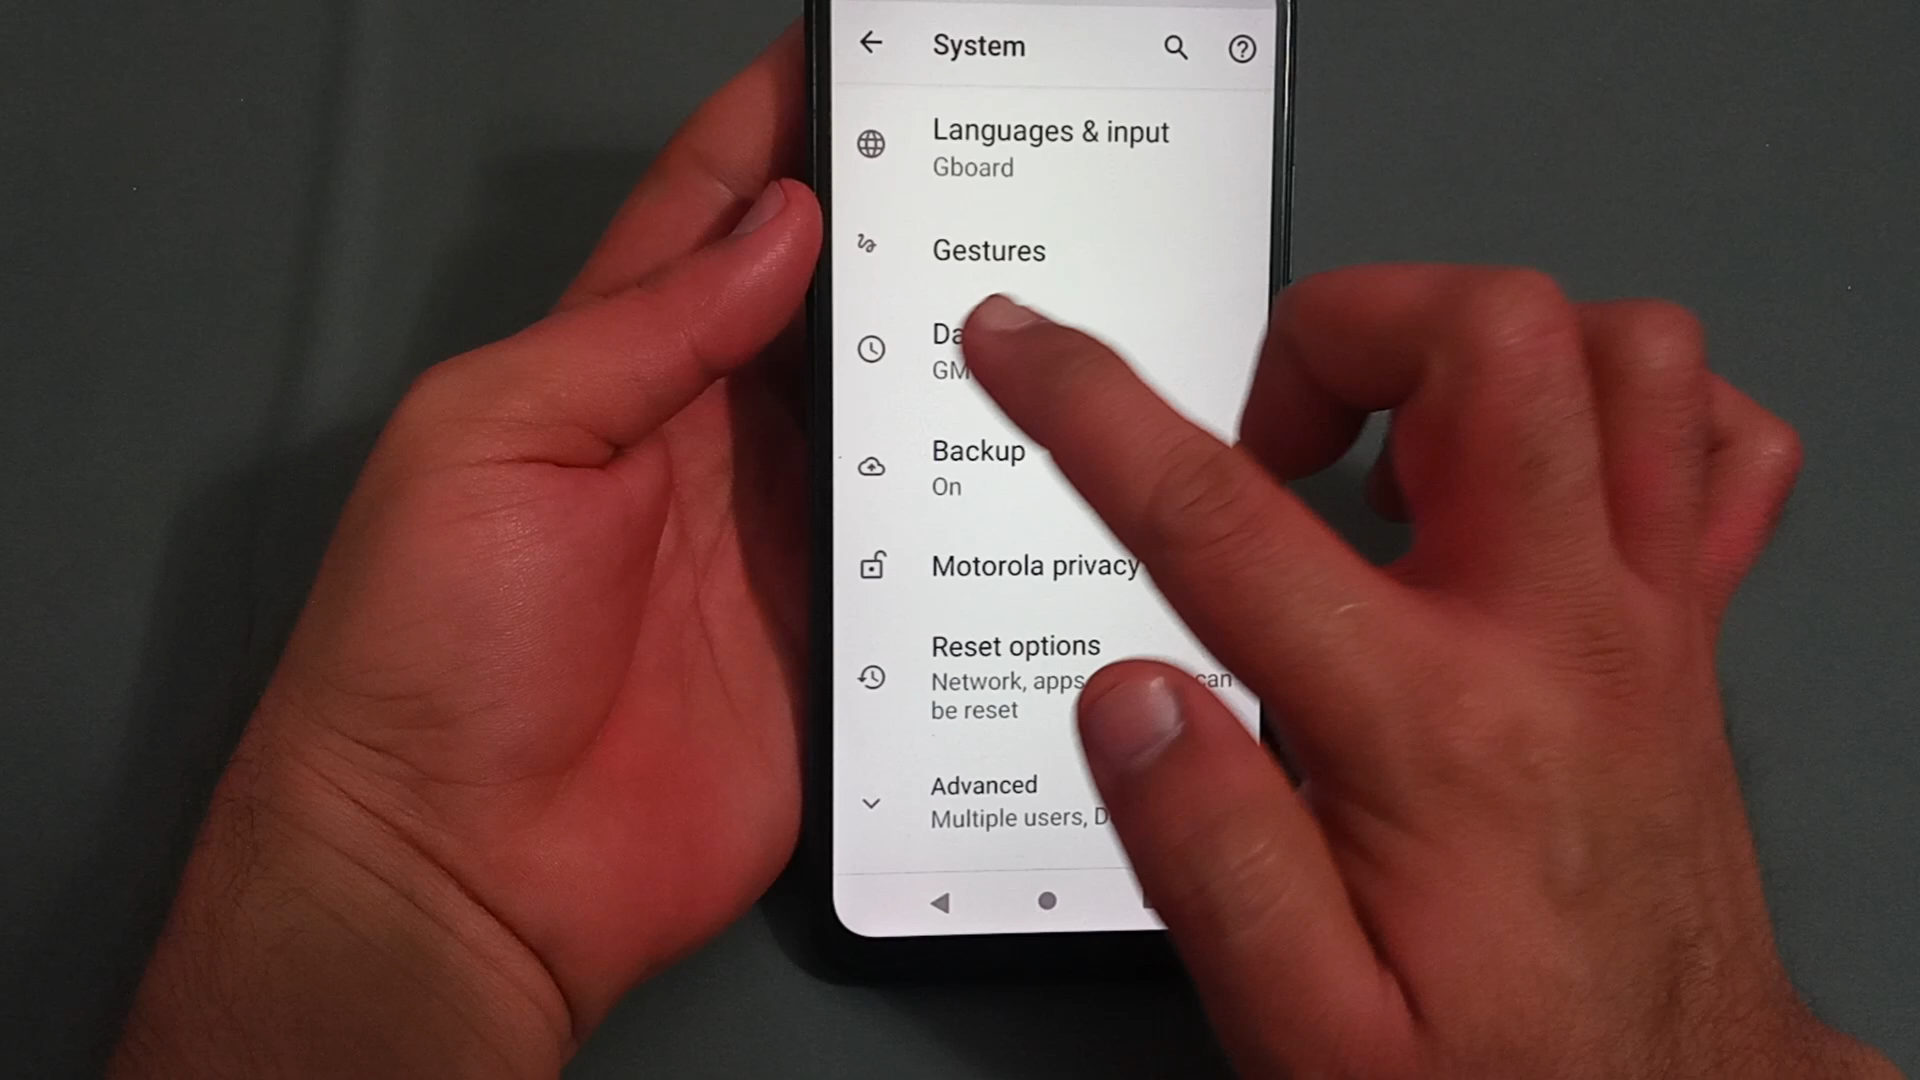 System
Languages & input
Gboard
Gestures
Backup
On
Motorola privacy
Reset options
Network, apps can
be reset
Advanced
Multiple users,